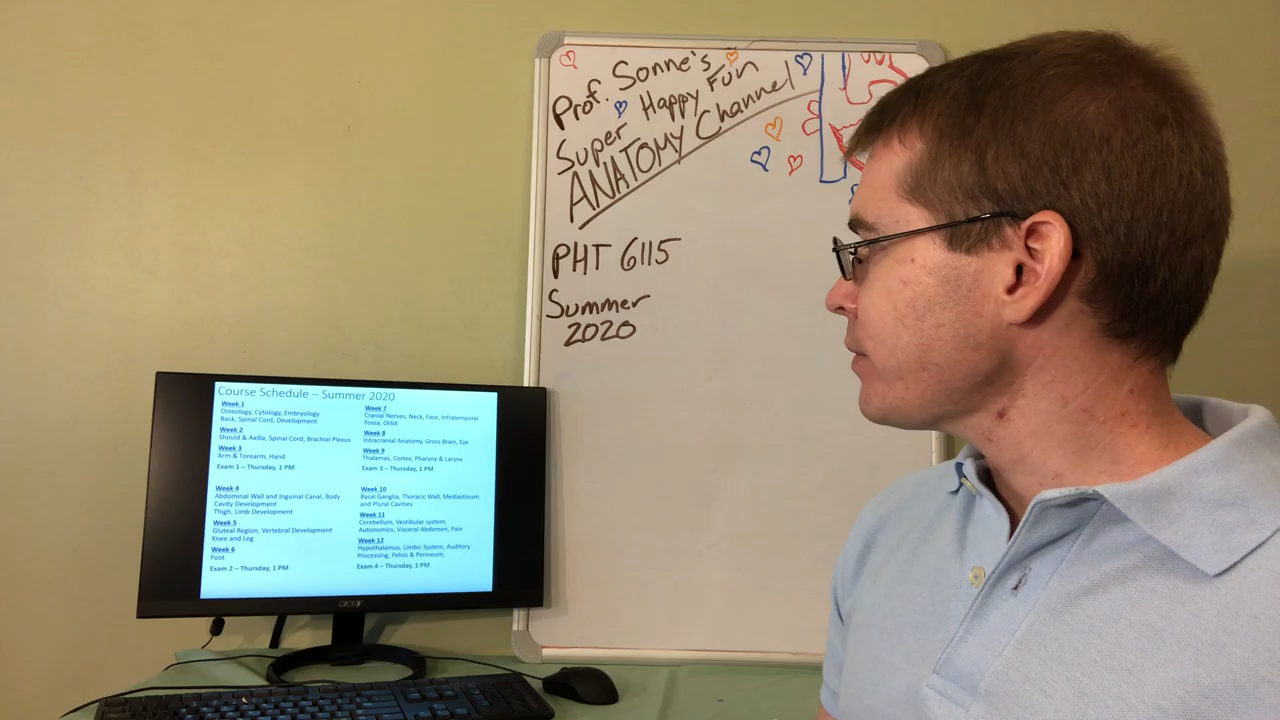 Prof. Sonne's
Super Happy Fun
ANATOMY Channel
PHT 6115
Summer
2020
Course Schedule – Summer 2020
Week 1
Osteology, Cytology, Embryology
Back, Spinal Cord, Development
Week 2
Should & Axilla, Spinal Cord, Brachial Plexus
Week 3
Arm & Forearm, Hand
Exam 1 – Thursday, 1 PM
Week 4
Abdominal Wall and Inguinal Canal, Body
Cavity Development
Thigh, Limb Development
Week 5
Gluteal Region, Vertebral Development
Knee and Leg
Week 6
Foot
Exam 2 – Thursday, 1 PM
Week 7
Cranial Nerves, Neck, Face, Infratemporal
Fossa, Orbit
Week 8
Intracranial Anatomy, Gross Brain, Eye
Week 9
Thalamas, Cortex, Pharynx & Larynx
Exam 3 – Thursday, 1 PM
Week 10
Basal Ganglia, Thoracic Wall, Mediastinum
and Plural Cavities
Week 11
Cerebellum, Vestibular system,
Autonomics, Visceral Abdomen, Pain
Week 12
Hypothalamus, Limbic System, Auditory
Processing, Pelvis & Perineum,
Exam 4 – Thursday, 1 PM
acer